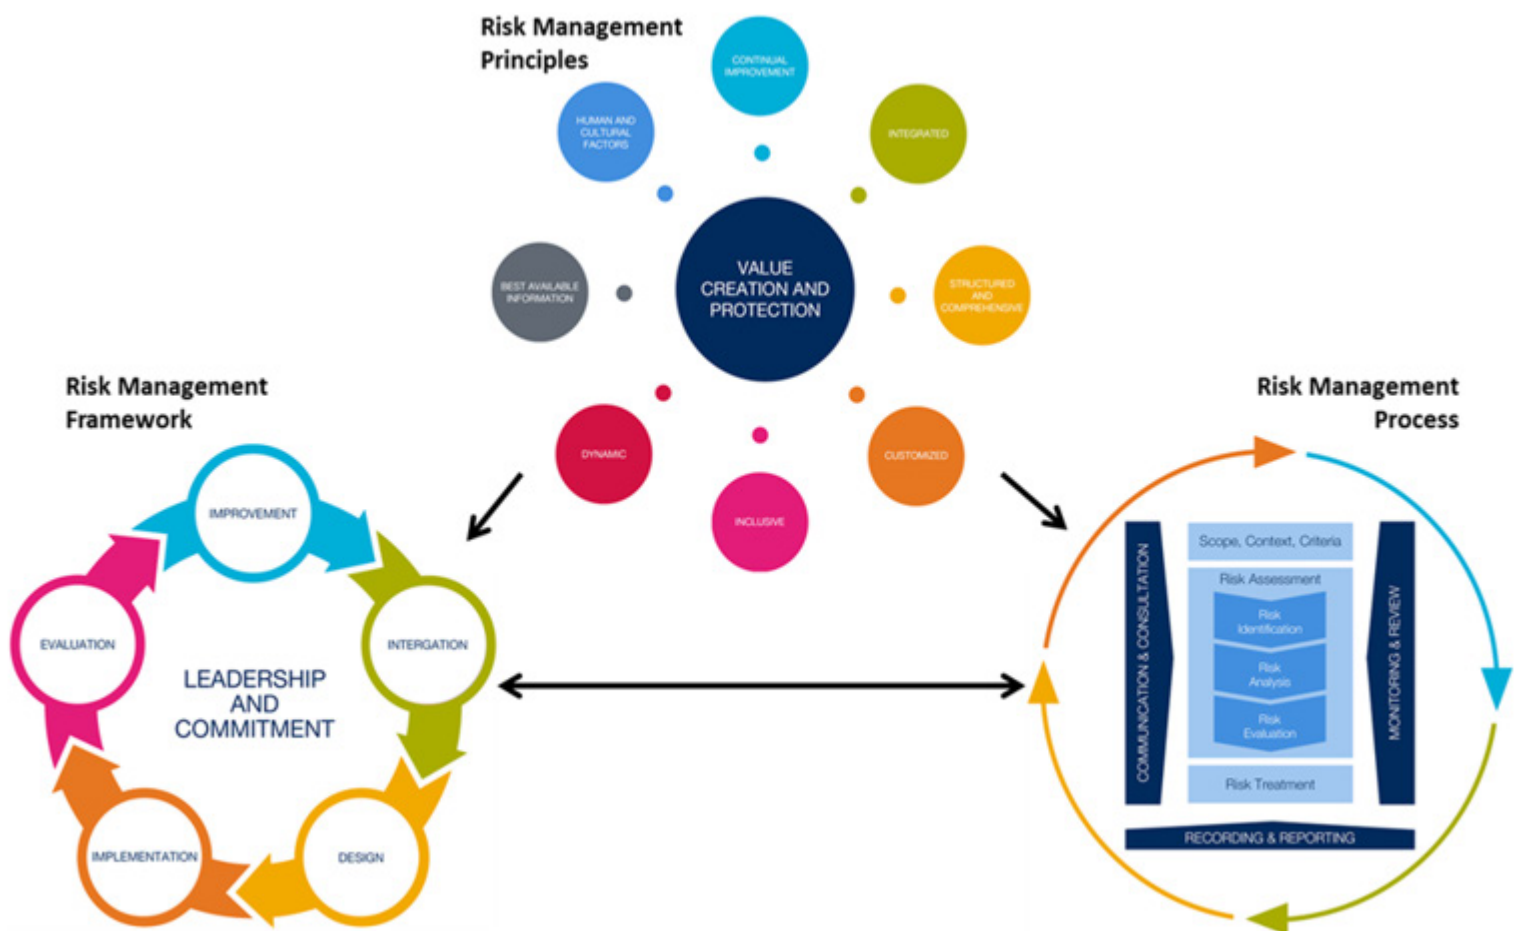 Risk Management
Principles
CONTINUAL
IMPROVEMENT
HUMAN AND
CULTURAL
FACTORS
INTEGRATED
VALUE
CREATION AND
PROTECTION
BEST AVAILABLE
INFORMATION
STRUCTURED
AND
COMPREHENSIVE
DYNAMIC
CUSTOMIZED
INCLUSIVE
Risk Management
Framework
IMPROVEMENT
EVALUATION
INTERGATION
LEADERSHIP
AND
COMMITMENT
IMPLEMENTATION
DESIGN
Risk Management
Process
COMMUNICATION & CONSULTATION
Scope, Context, Criteria
Risk Assessment
Risk
Identification
Risk
Analysis
Risk
Evaluation
Risk Treatment
MONITORING & REVIEW
RECORDING & REPORTING